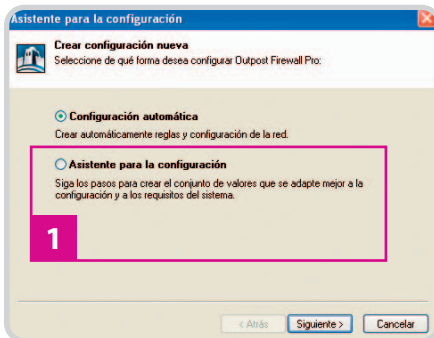 Asistente para la configuración
Crear configuración nueva
Seleccione de qué forma desea configurar Outpost Firewall Pro:
Configuración automática
Crear automáticamente reglas y configuración de la red.
Asistente para la configuración
Siga los pasos para crear el conjunto de valores que se adapte mejor a la
configuración y a los requisitos del sistema.
1
< Atrás
Siguiente >
Cancelar